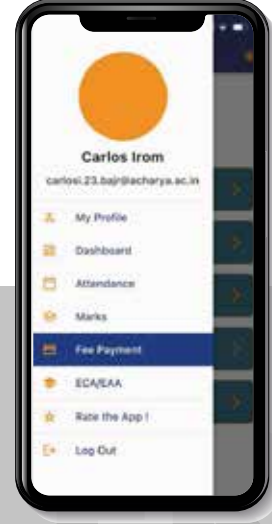 Carlos Irom
carlosi.23.bajr@acharya.ac.in
My Profile
Dashboard
Attendance
Marks
Fee Payment
ECA/EAA
Rate the App !
Log Out